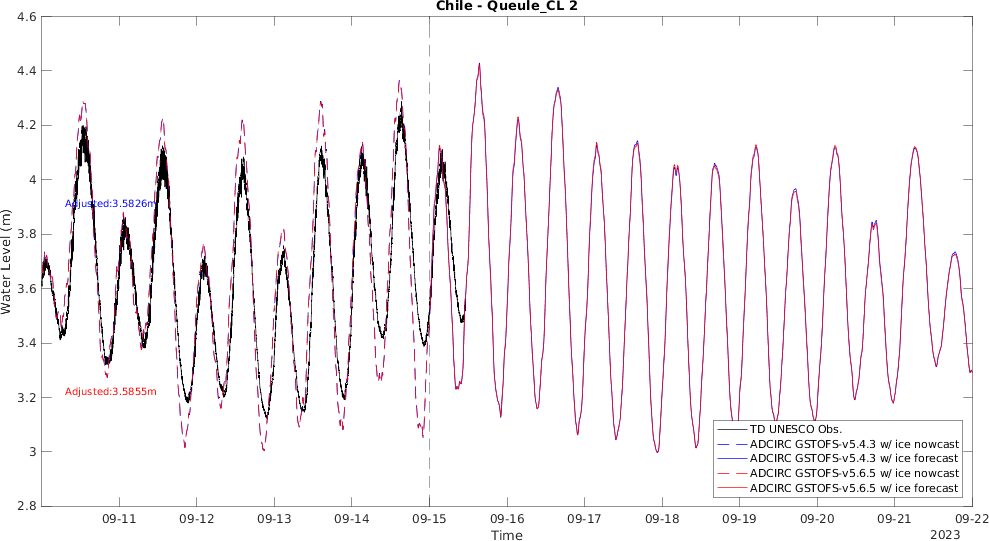 Chile - Queule_CL 2
4.6
4.4
4.2
4
3.8
3.6
3.4
3.2
3
2.8
Water Level (m)
Adjusted:3.5826m
Adjusted:3.5855m
TD UNESCO Obs.
ADCIRC GSTOFS-v5.4.3 w/ ice nowcast
ADCIRC GSTOFS-v5.4.3 w/ ice forecast
ADCIRC GSTOFS-v5.6.5 w/ ice nowcast
ADCIRC GSTOFS-v5.6.5 w/ ice forecast
09-11 09-12 09-13 09-14 09-15 09-16 09-17 09-18 09-19 09-20 09-21 09-22
Time
2023